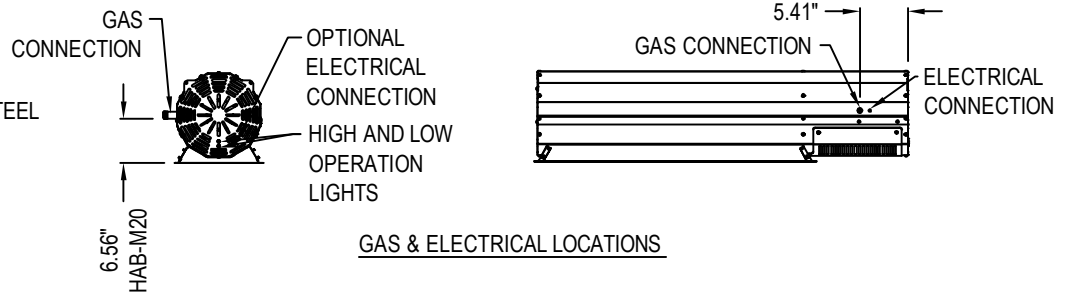 GAS
CONNECTION
OPTIONAL
ELECTRICAL
CONNECTION
TEEL
HIGH AND LOW
OPERATION
LIGHTS
6.56"
HAB-M20
5.41"
GAS CONNECTION
ELECTRICAL
CONNECTION
GAS & ELECTRICAL LOCATIONS